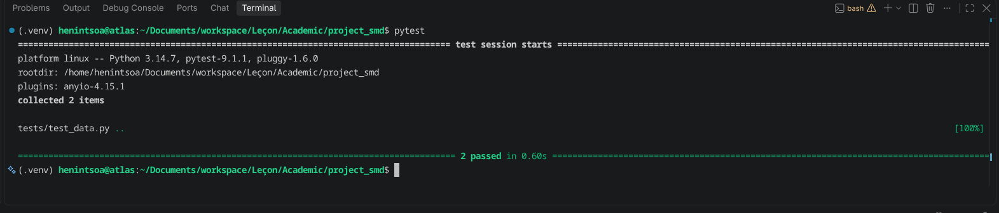 Problems Output Debug Console Ports Chat Terminal bash
(.venv) henintsoa@atlas:~/Documents/workspace/Leçon/Academic/project_smd$ pytest
===================================================================================== test session starts =====================================================================================
platform linux -- Python 3.14.7, pytest-9.1.1, pluggy-1.6.0
rootdir: /home/henintsoa/Documents/workspace/Leçon/Academic/project_smd
plugins: anyio-4.15.1
collected 2 items
tests/test_data.py .. [100%]
====================================================================================== 2 passed in 0.60s ======================================================================================
(.venv) henintsoa@atlas:~/Documents/workspace/Leçon/Academic/project_smd$